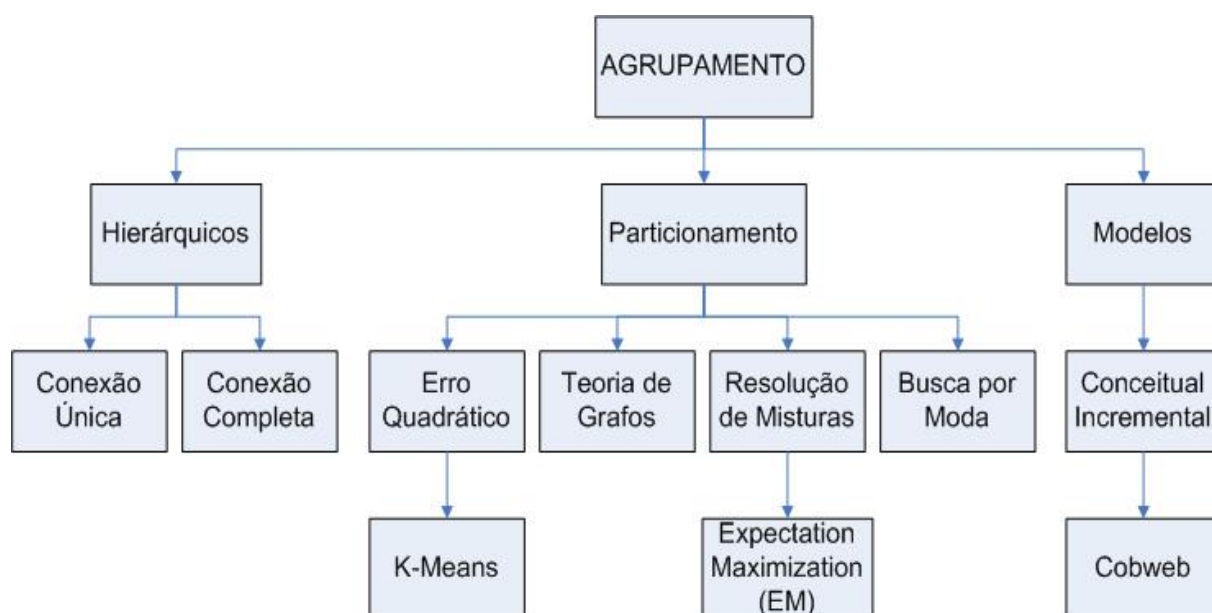 AGRUPAMENTO
Hierárquicos
Particionamento
Modelos
Conexão
Única
Conexão
Completa
Erro
Quadrático
Teoria de
Grafos
Resolução
de Misturas
Busca por
Moda
Conceitual
Incremental
K-Means
Expectation
Maximization
(EM)
Cobweb